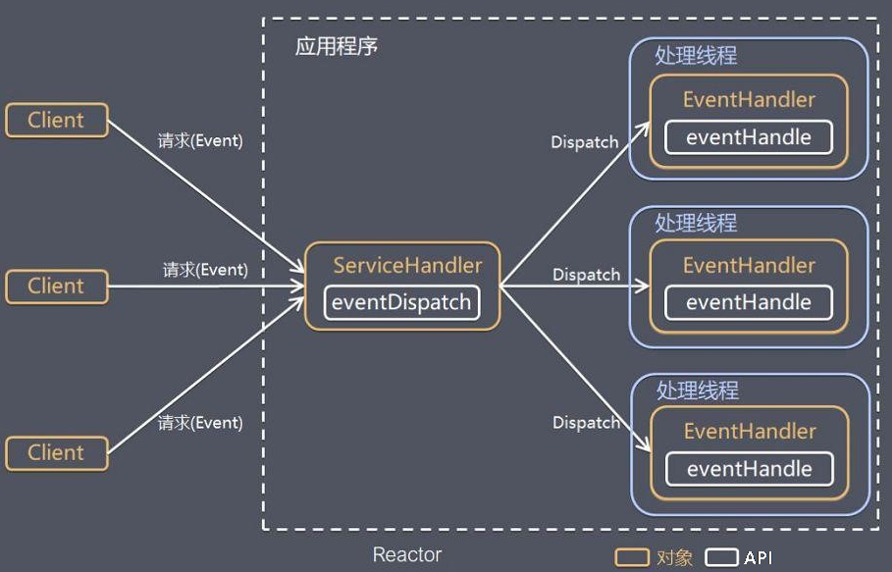 应用程序
处理线程
EventHandler
eventHandle
Client
请求(Event)
Dispatch
处理线程
EventHandler
eventHandle
Client
请求(Event)
ServiceHandler
eventDispatch
Dispatch
处理线程
EventHandler
eventHandle
Client
请求(Event)
Dispatch
Reactor
对象
API